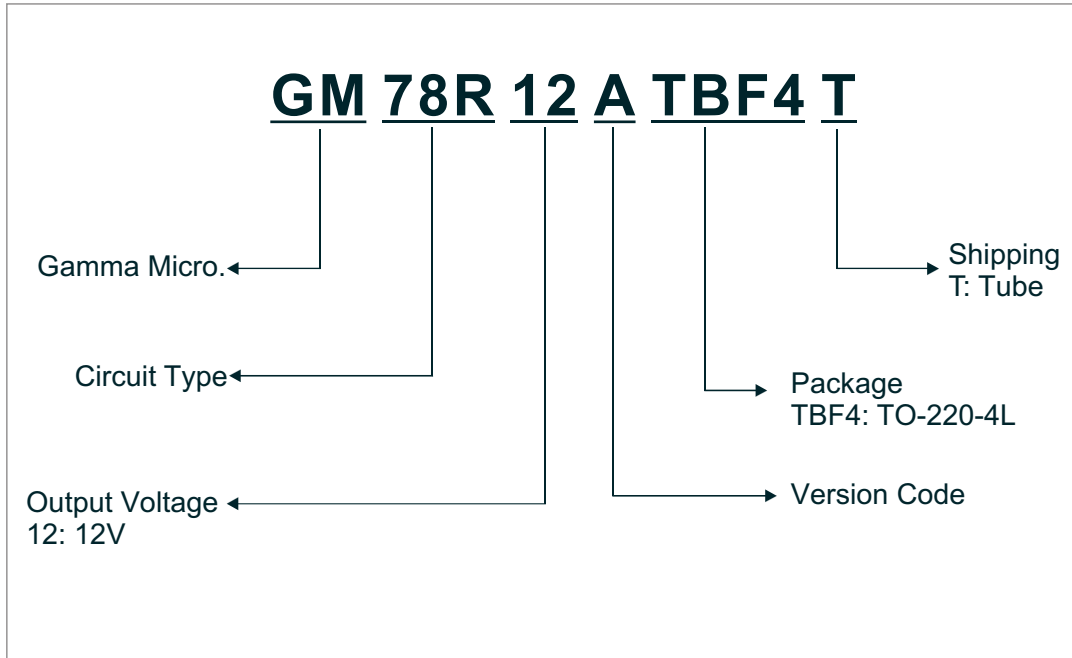 GM 78R 12 A TBF4 T
Gamma Micro.
Shipping
T: Tube
Circuit Type
Package
TBF4: TO-220-4L
Output Voltage
12: 12V
Version Code